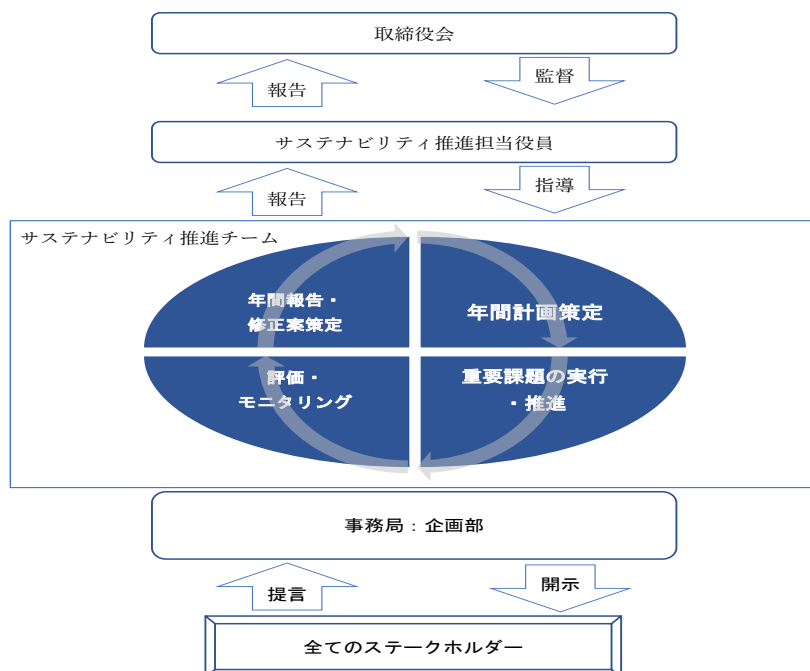 取締役会
報告
監督
サステナビリティ推進担当役員
報告
指導
サステナビリティ推進チーム
年間報告・
修正案策定
年間計画策定
評価・
モニタリング
重要課題の実行
・推進
事務局：企画部
提言
開示
全てのステークホルダー